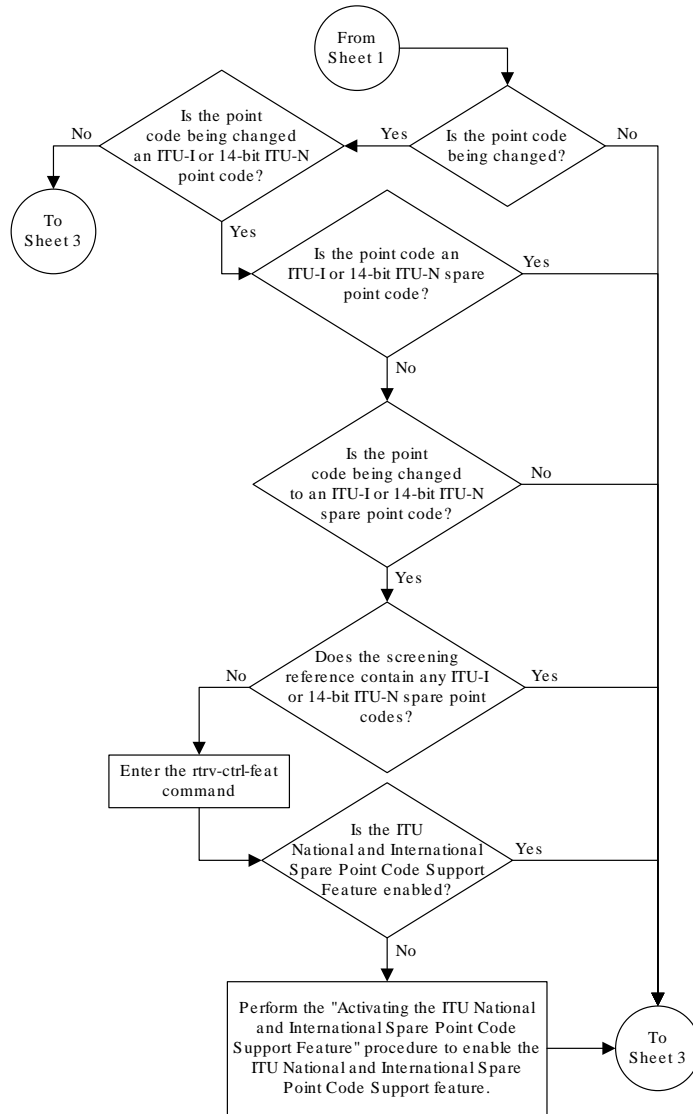 From
Sheet 1
Is the point code
being changed?
Yes
No
Is the point
code being changed
an ITU-I or 14-bit ITU-N
point code?
No
Yes
To
Sheet 3
Is the point code an
ITU-I or 14-bit ITU-N spare
point code?
Yes
No
Is the point
code being changed
to an ITU-I or 14-bit ITU-N
spare point code?
No
Yes
Does the screening
reference contain any ITU-I
or 14-bit ITU-N spare point
codes?
No
Yes
Enter the rtrv-ctrl-feat
command
Is the ITU
National and International
Spare Point Code Support
Feature enabled?
Yes
No
Perform the "Activating the ITU National
and International Spare Point Code
Support Feature" procedure to enable the
ITU National and International Spare
Point Code Support feature.
To
Sheet 3